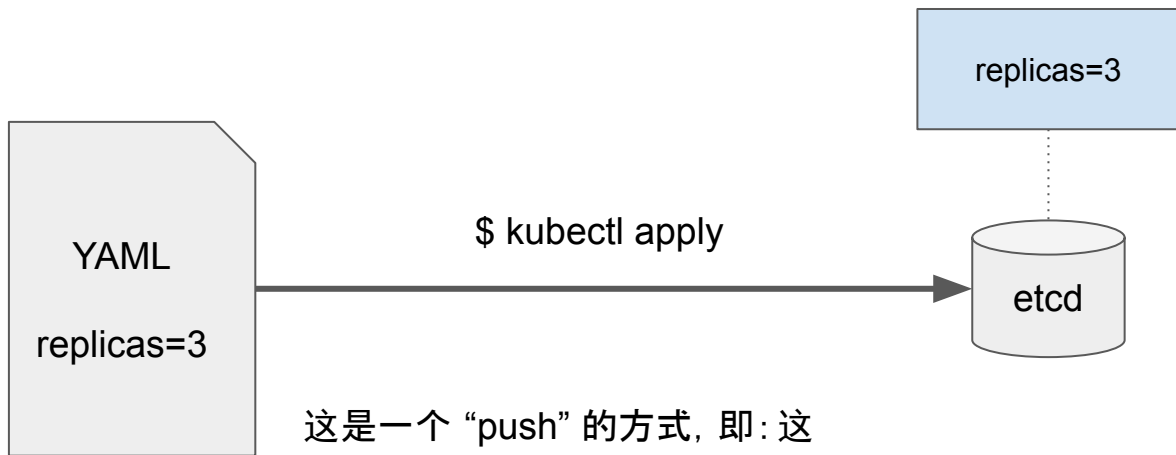 replicas=3
$ kubectl apply
YAML
replicas=3
etcd
这是一个 “push” 的方式, 即: 这